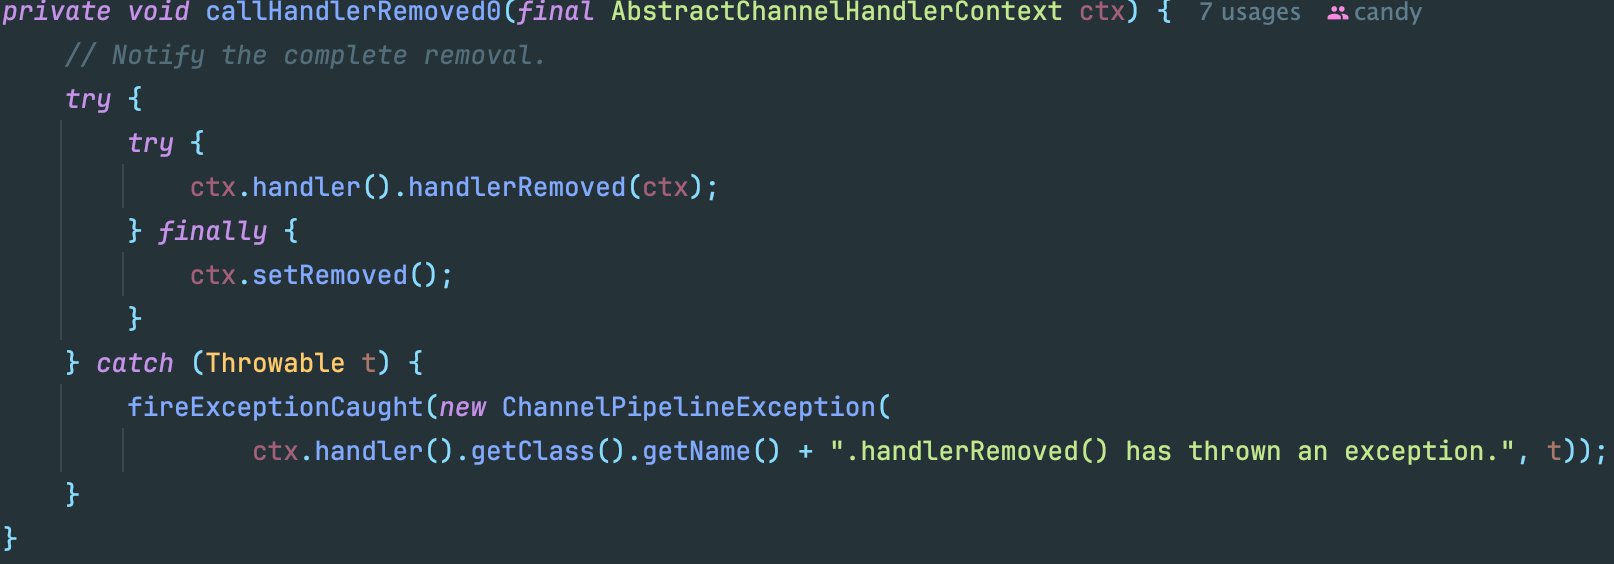 private void callHandlerRemoved0(final AbstractChannelHandlerContext ctx) { 7 usages candy
// Notify the complete removal.
try {
try {
ctx.handler().handlerRemoved(ctx);
} finally {
ctx.setRemoved();
}
} catch (Throwable t) {
fireExceptionCaught(new ChannelPipelineException(
ctx.handler().getClass().getName() + ".handlerRemoved() has thrown an exception.", t));
}
}